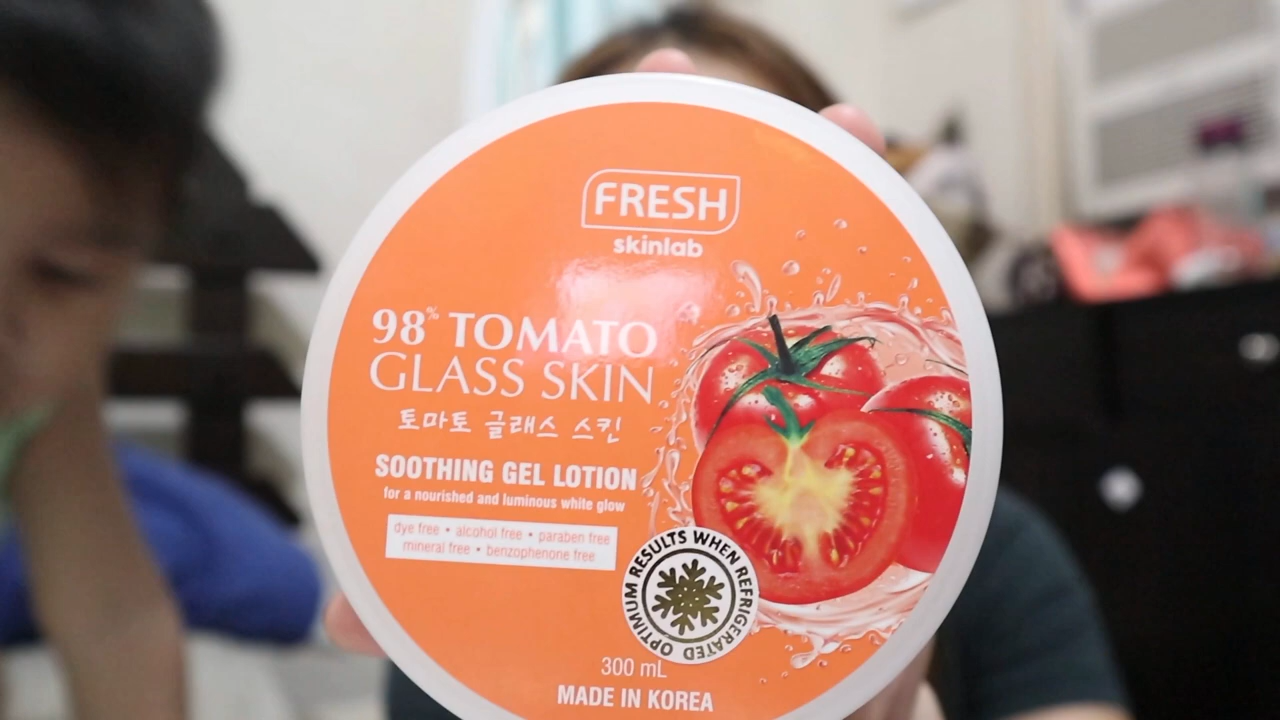 FRESH
skinlab
98% TOMATO
GLASS SKIN
토마토 글래스 스킨
SOOTHING GEL LOTION
for a nourished and luminous white glow
dye free • alcohol free • paraben free
mineral free • benzophenone free
OPTIMUM RESULTS WHEN REFRIGERATED
300 mL
MADE IN KOREA